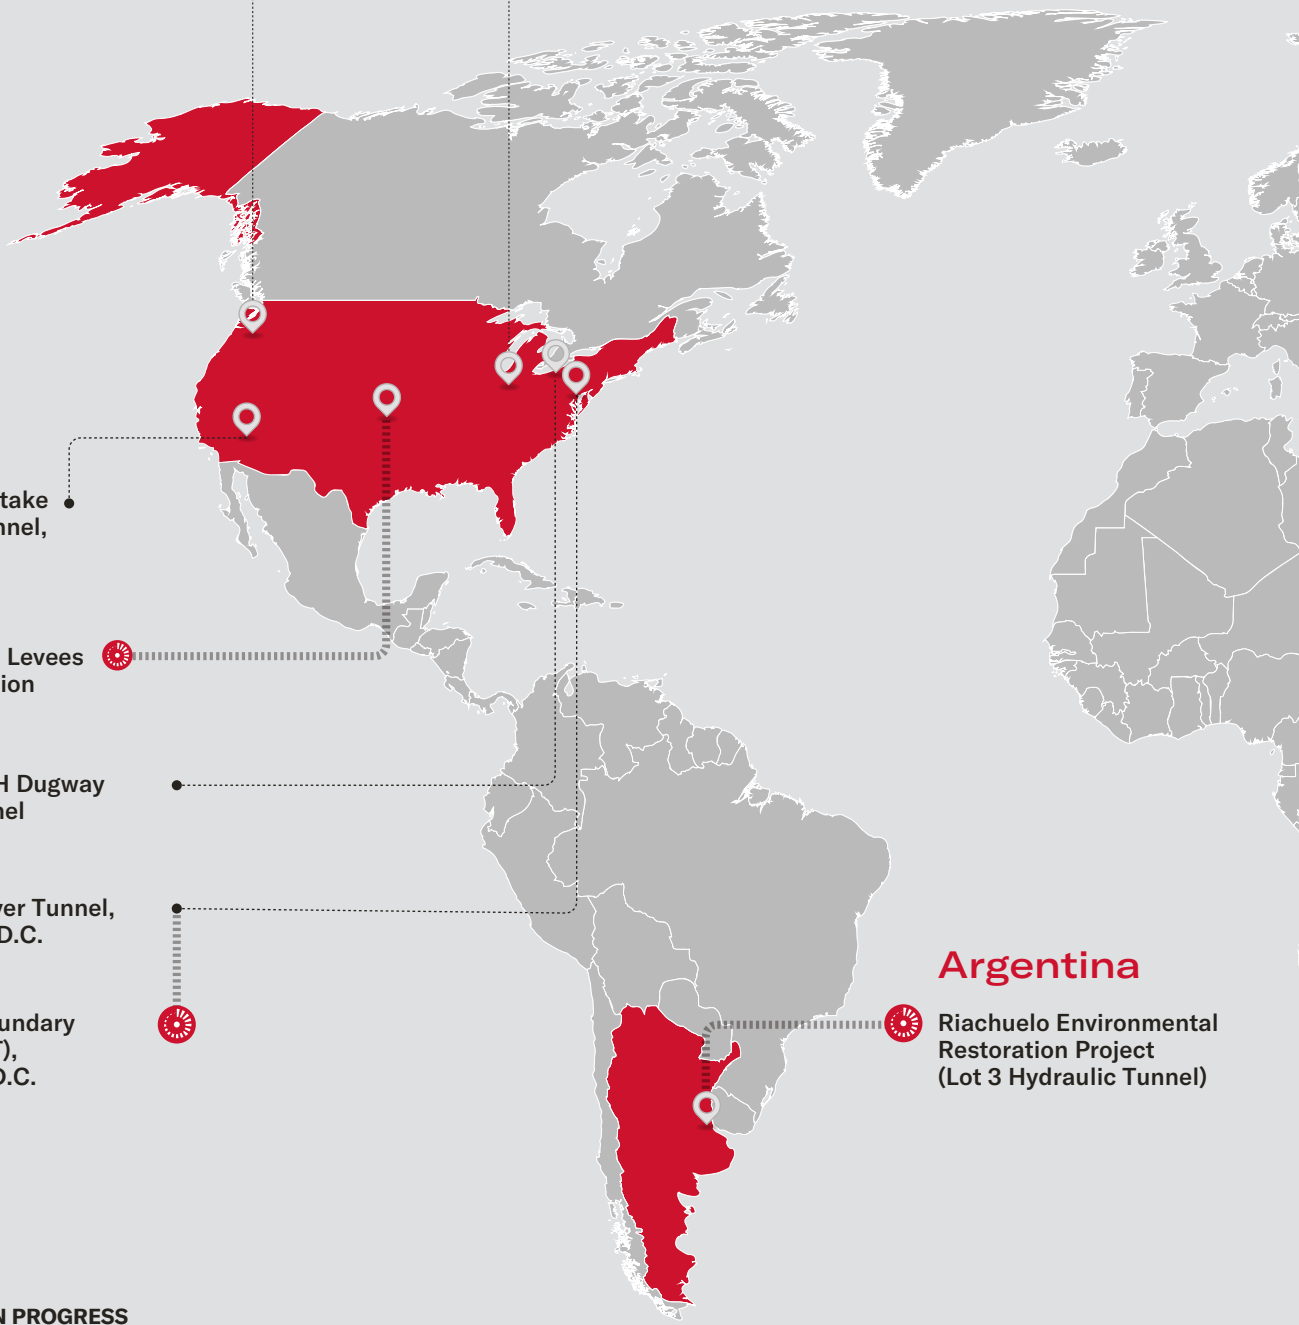 take
nnel,
Levees
ion
H Dugway
nel
ver Tunnel,
D.C.
undary
T),
D.C.
Argentina
Riachuelo Environmental
Restoration Project
(Lot 3 Hydraulic Tunnel)
N PROGRESS